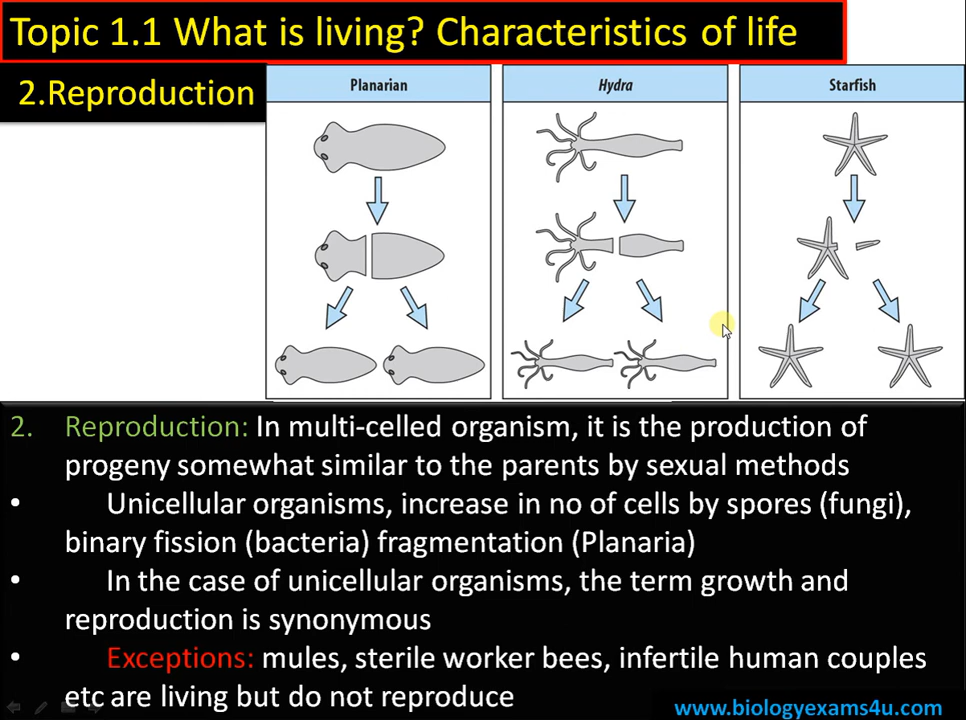 Topic 1.1 What is living? Characteristics of life
2.Reproduction
Planarian
Hydra
Starfish
2. Reproduction: In multi-celled organism, it is the production of
progeny somewhat similar to the parents by sexual methods
• Unicellular organisms, increase in no of cells by spores (fungi),
binary fission (bacteria) fragmentation (Planaria)
• In the case of unicellular organisms, the term growth and
reproduction is synonymous
• Exceptions: mules, sterile worker bees, infertile human couples
etc are living but do not reproduce
www.biologyexams4u.com